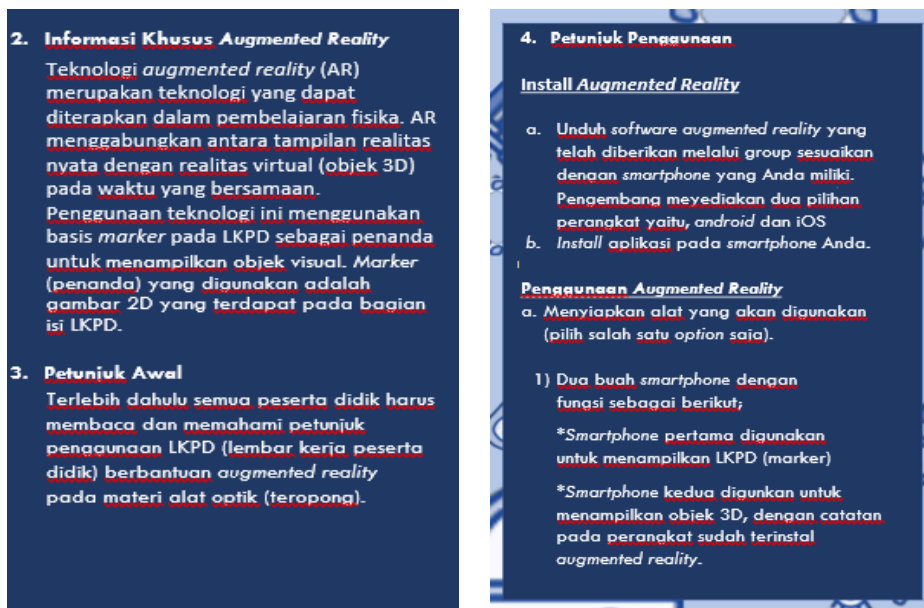 2. Informasi Khusus Augmented Reality
Teknologi augmented reality (AR)
merupakan teknologi yang dapat
diterapkan dalam pembelajaran fisika. AR
menggabungkan antara tampilan realitas
nyata dengan realitas virtual (objek 3D)
pada waktu yang bersamaan.
Penggunaan teknologi ini menggunakan
basis marker pada LKPD sebagai penanda
untuk menampilkan objek visual. Marker
(penanda) yang digunakan adalah
gambar 2D yang terdapat pada bagian
isi LKPD.
3. Petunjuk Awal
Terlebih dahulu semua peserta didik harus
membaca dan memahami petunjuk
penggunaan LKPD (lembar kerja peserta
didik) berbantuan augmented reality
pada materi alat optik (teropong).
4. Petunjuk Penggunaan
Install Augmented Reality
a. Unduh software augmented reality yang
telah diberikan melalui group sesuaikan
dengan smartphone yang Anda miliki.
Pengembang meyediakan dua pilihan
perangkat yaitu, android dan iOS
b. Install aplikasi pada smartphone Anda.
Penggunaan Augmented Reality
a. Menyiapkan alat yang akan digunakan
(pilih salah satu option saja).
1) Dua buah smartphone dengan
fungsi sebagai berikut;
*Smartphone pertama digunakan
untuk menampilkan LKPD (marker)
*Smartphone kedua digunkan untuk
menampilkan objek 3D, dengan catatan
pada perangkat sudah terinstal
augmented reality.